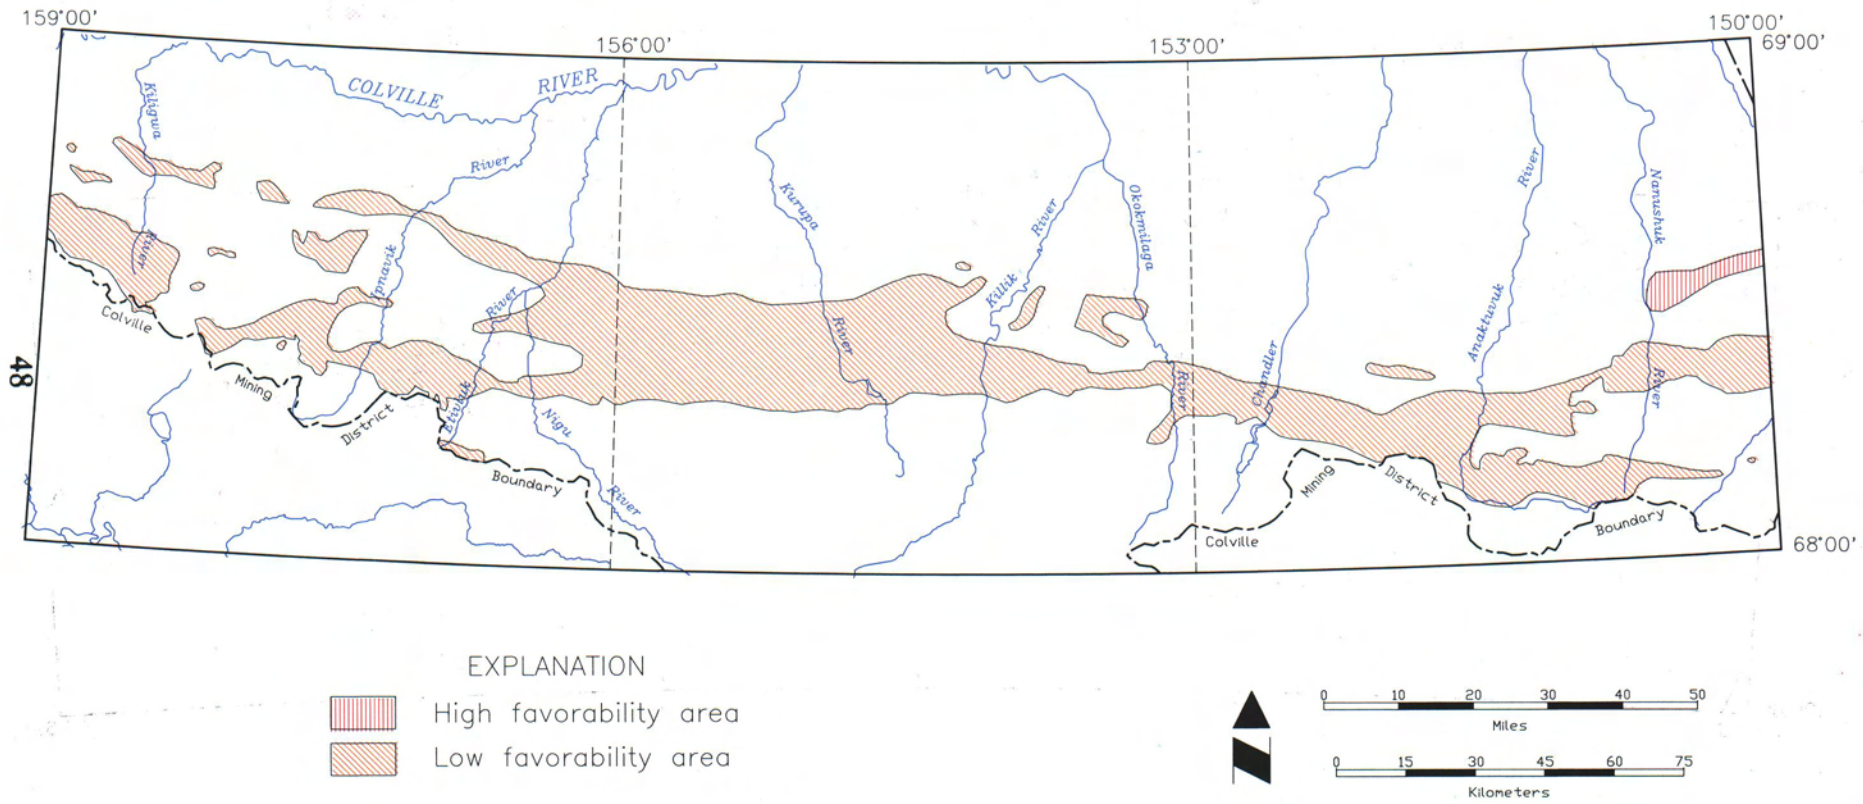 159°00'
156°00'
153°00'
150°00'
69°00'
COLVILLE RIVER
Kiligwa
River
River
Ipnavik
River
Etivluk
Nigu
River
Kurupa
River
Killik
River
Okokmilaga
River
Chandler
Anaktuvuk
River
Nanushuk
River
Colville
Mining
District
Boundary
Colville
Mining
District
Boundary
68°00'
48
EXPLANATION
High favorability area
Low favorability area
N
0 10 20 30 40 50
Miles
0 15 30 45 60 75
Kilometers